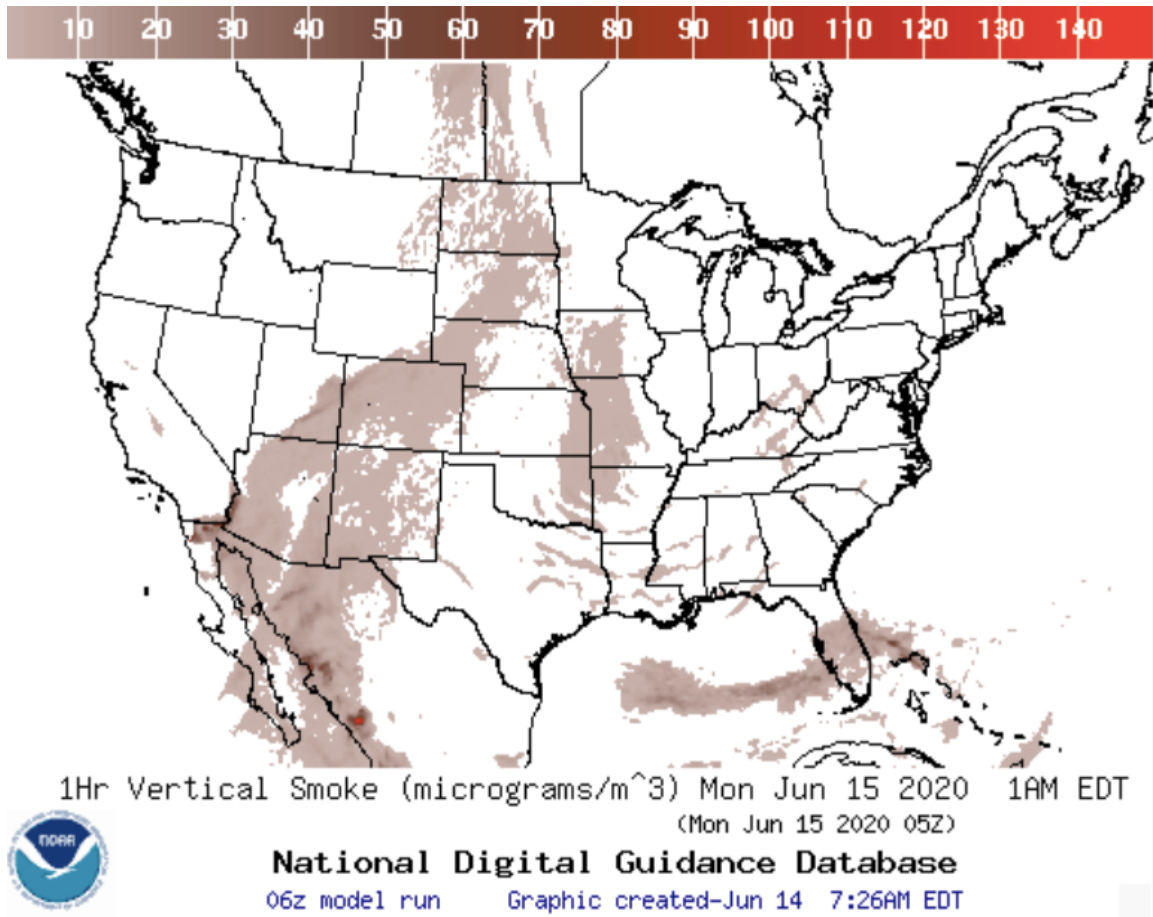 10 20 30 40 50 60 70 80 90 100 110 120 130 140
1Hr Vertical Smoke (micrograms/m^3) Mon Jun 15 2020 1AM EDT
(Mon Jun 15 2020 05Z)
NOAA
National Digital Guidance Database
06z model run Graphic created-Jun 14 7:26AM EDT